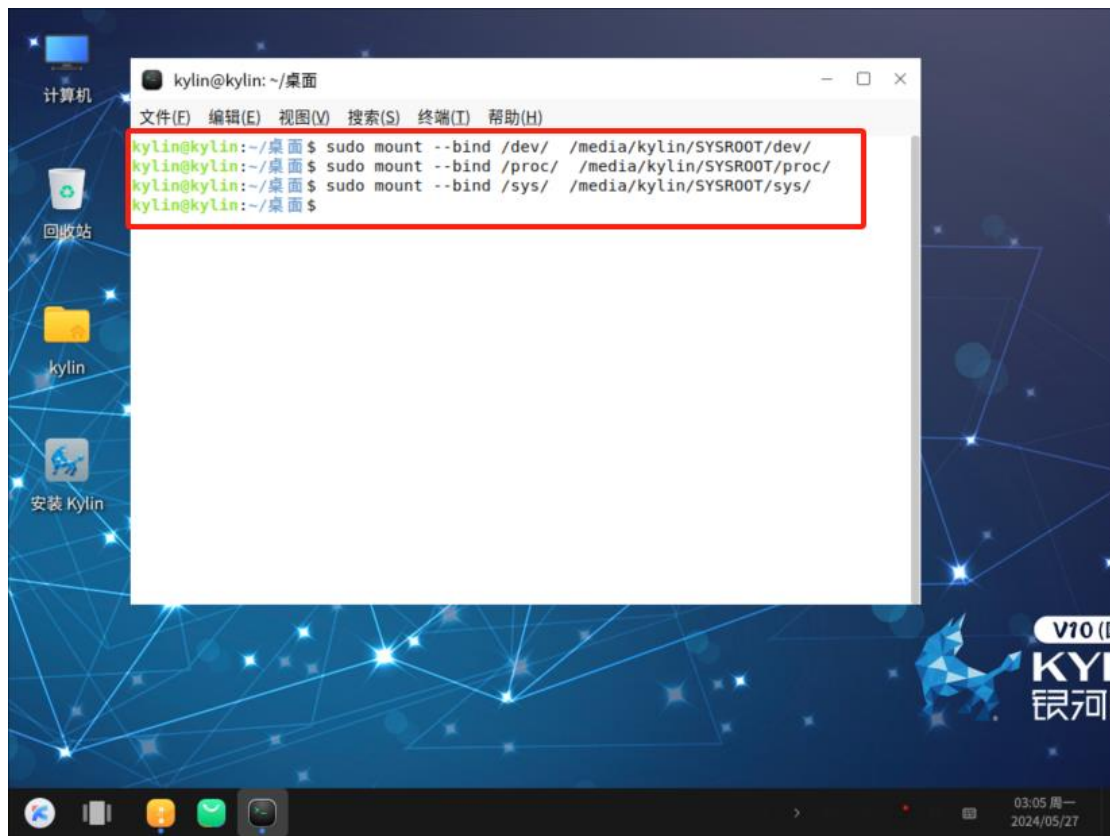 计算机
回收站
kylin
安装 Kylin
kylin@kylin: ~/桌面
文件(F) 编辑(E) 视图(V) 搜索(S) 终端(T) 帮助(H)
kylin@kylin:~/桌面$ sudo mount --bind /dev/  /media/kylin/SYSROOT/dev/
kylin@kylin:~/桌面$ sudo mount --bind /proc/  /media/kylin/SYSROOT/proc/
kylin@kylin:~/桌面$ sudo mount --bind /sys/  /media/kylin/SYSROOT/sys/
kylin@kylin:~/桌面$
V10
KY
银河
03:05 周一
2024/05/27